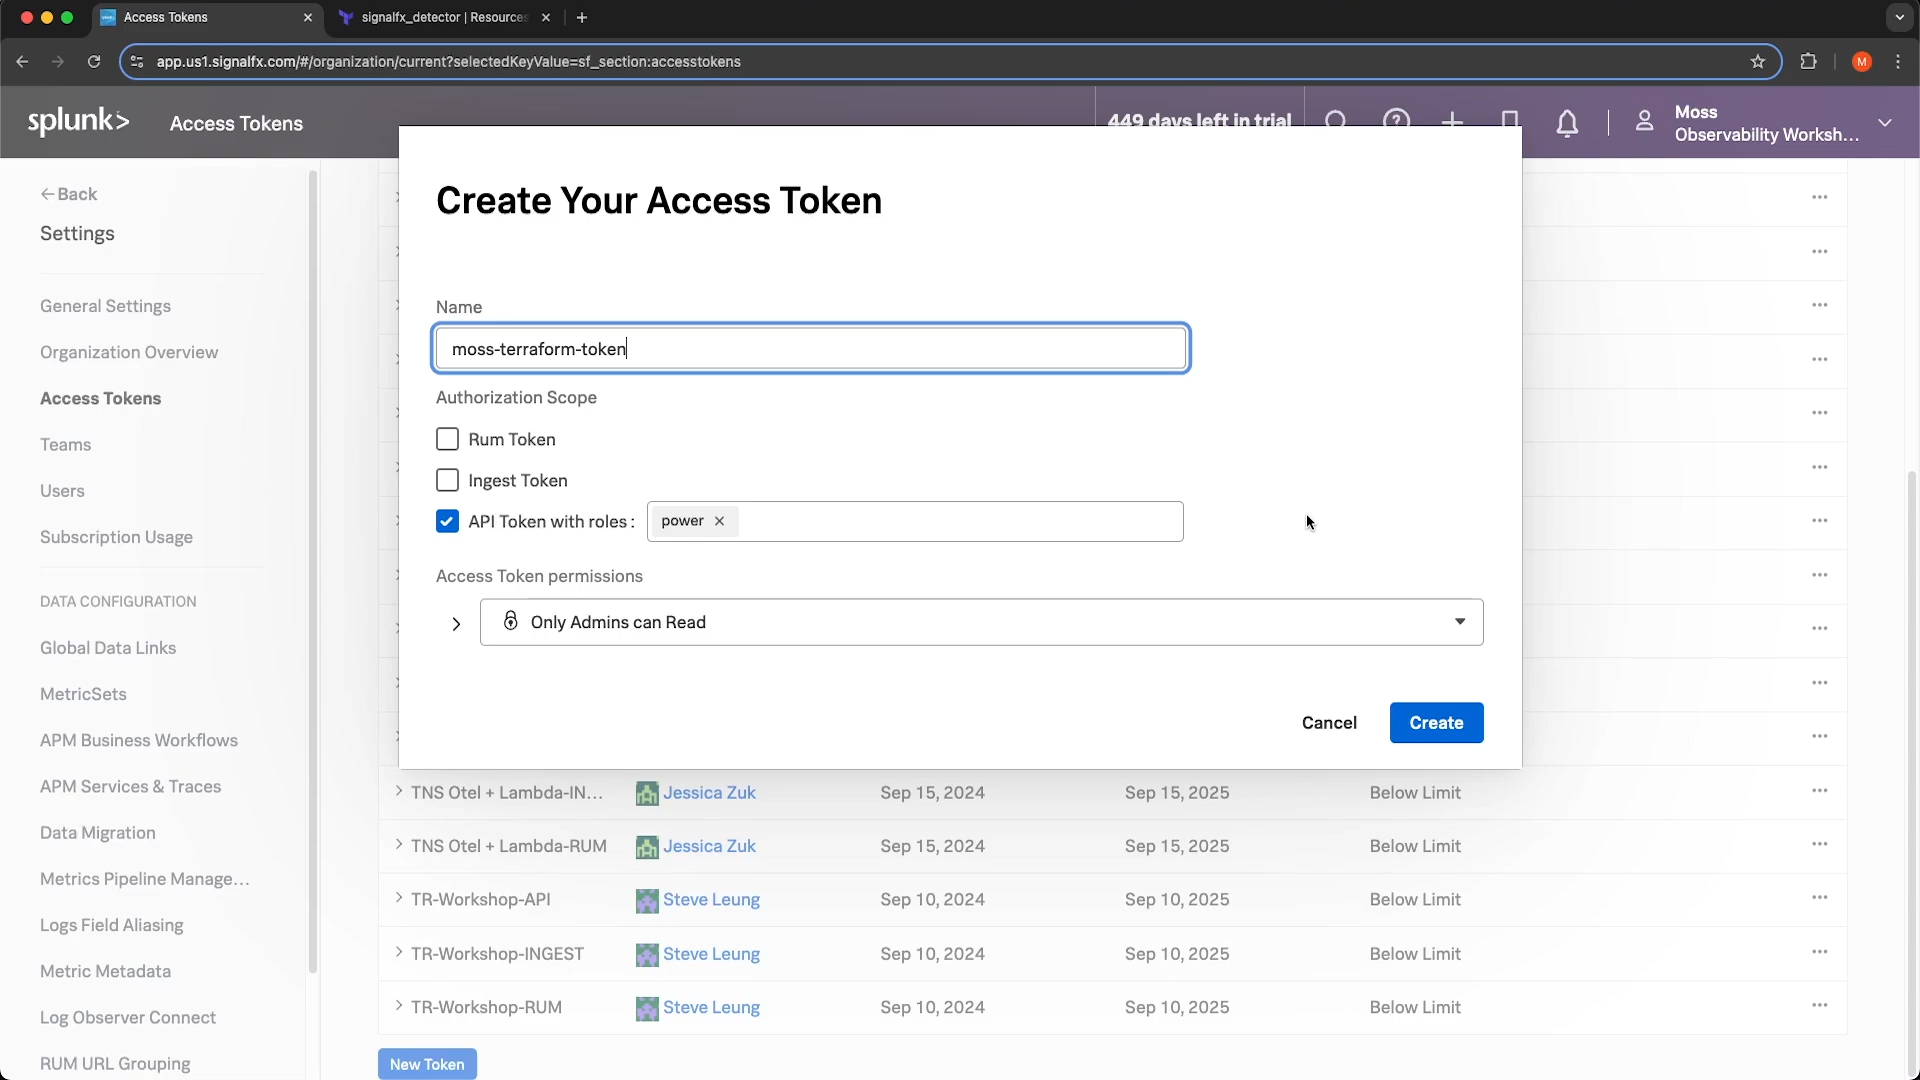 Access Tokens
signalfx_detector | Resources
app.us1.signalfx.com/#/organization/current?selectedKeyValue=sf_section:accesstokens
M
splunk>
Access Tokens
449 days left in trial
Moss
Observability Worksh...
Back
Settings
General Settings
Organization Overview
Access Tokens
Teams
Users
Subscription Usage
DATA CONFIGURATION
Global Data Links
MetricSets
APM Business Workflows
APM Services & Traces
Data Migration
Metrics Pipeline Manage...
Logs Field Aliasing
Metric Metadata
Log Observer Connect
RUM URL Grouping
Create Your Access Token
Name
moss-terraform-token
Authorization Scope
Rum Token
Ingest Token
API Token with roles : power
Access Token permissions
Only Admins can Read
Cancel
Create
TNS Otel + Lambda-IN... Jessica Zuk Sep 15, 2024 Sep 15, 2025 Below Limit
TNS Otel + Lambda-RUM Jessica Zuk Sep 15, 2024 Sep 15, 2025 Below Limit
TR-Workshop-API Steve Leung Sep 10, 2024 Sep 10, 2025 Below Limit
TR-Workshop-INGEST Steve Leung Sep 10, 2024 Sep 10, 2025 Below Limit
TR-Workshop-RUM Steve Leung Sep 10, 2024 Sep 10, 2025 Below Limit
New Token